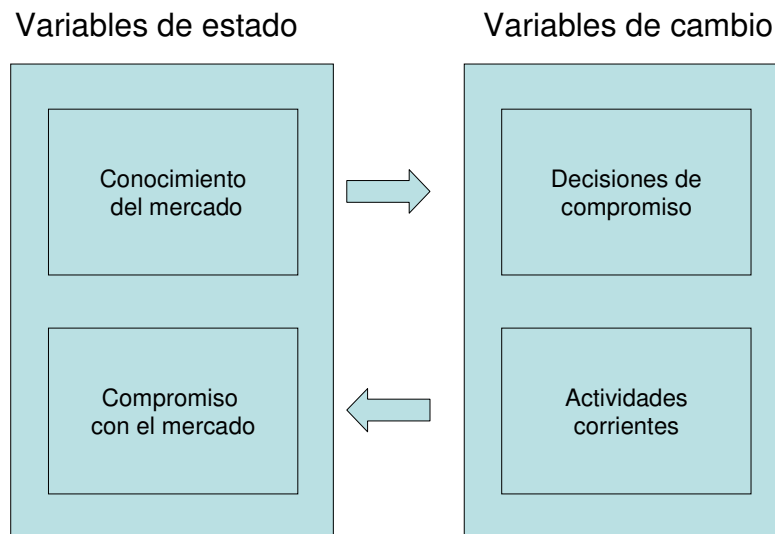 Variables de estado
Variables de cambio
Conocimiento
del mercado
Decisiones de
compromiso
Compromiso
con el mercado
Actividades
corrientes